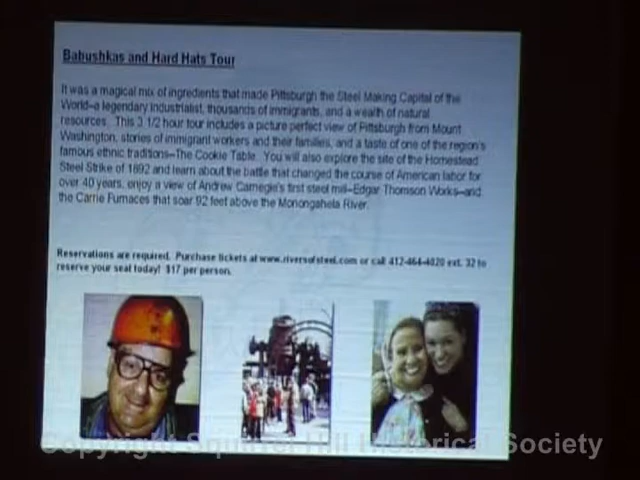 Babushkas and Hard Hats Tour
It was a magical mix of ingredients that made Pittsburgh the Steel Making Capital of the
World--a legendary industrialist, thousands of immigrants, and a wealth of natural
resources. This 3 1/2 hour tour includes a picture perfect view of Pittsburgh from Mount
Washington, stories of immigrant workers and their families, and a taste of one of the region's
famous ethnic traditions--The Cookie Table. You will also explore the site of the Homestead
Steel Strike of 1892 and learn about the battle that changed the course of American labor for
over 40 years, enjoy a view of Andrew Carnegie's first steel mill--Edgar Thomson Works--and
the Carrie Furnaces that soar 92 feet above the Monongahela River.
Reservations are required. Purchase tickets at www.riversofsteel.com or call 412-464-4020 ext. 32 to
reserve your seat today! $17 per person.
Copyright Squirrel Hill Historical Society